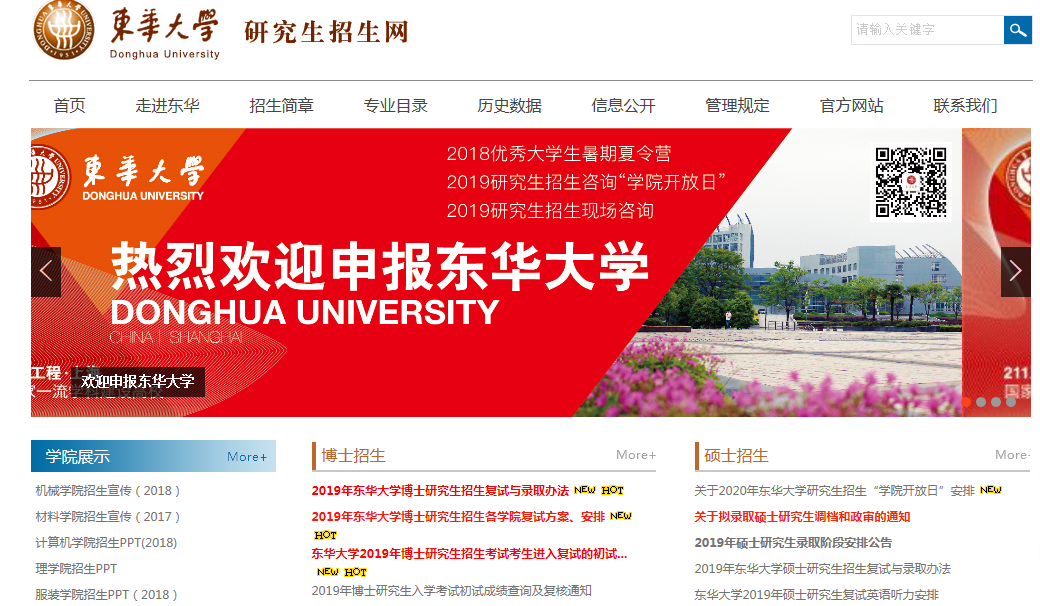 東華大學
Donghua University
研究生招生网
请输入关键字
首页 走进东华 招生简章 专业目录 历史数据 信息公开 管理规定 官方网站 联系我们
東華大學
DONGHUA UNIVERSITY
2018优秀大学生暑期夏令营
2019研究生招生咨询“学院开放日”
2019研究生招生现场咨询
热烈欢迎申报东华大学
DONGHUA UNIVERSITY
CHINA | SHANGHAI
工程·上海
欢迎申报东华大学
211
国家
学院展示 More+
机械学院招生宣传（2018）
材料学院招生宣传（2017）
计算机学院招生PPT(2018)
理学院招生PPT
服装学院招生PPT（2018）
博士招生 More+
2019年东华大学博士研究生招生复试与录取办法 NEW HOT
2019年东华大学博士研究生招生各学院复试方案、安排 NEW
HOT
东华大学2019年博士研究生招生考试考生进入复试的初试...
NEW HOT
2019年博士研究生入学考试初试成绩查询及复核通知
硕士招生 More
关于2020年东华大学研究生招生“学院开放日”安排 NEW
关于拟录取硕士研究生调档和政审的通知
2019年硕士研究生录取阶段安排公告
2019年东华大学硕士研究生招生复试与录取办法
东华大学2019年硕士研究生复试英语听力安排